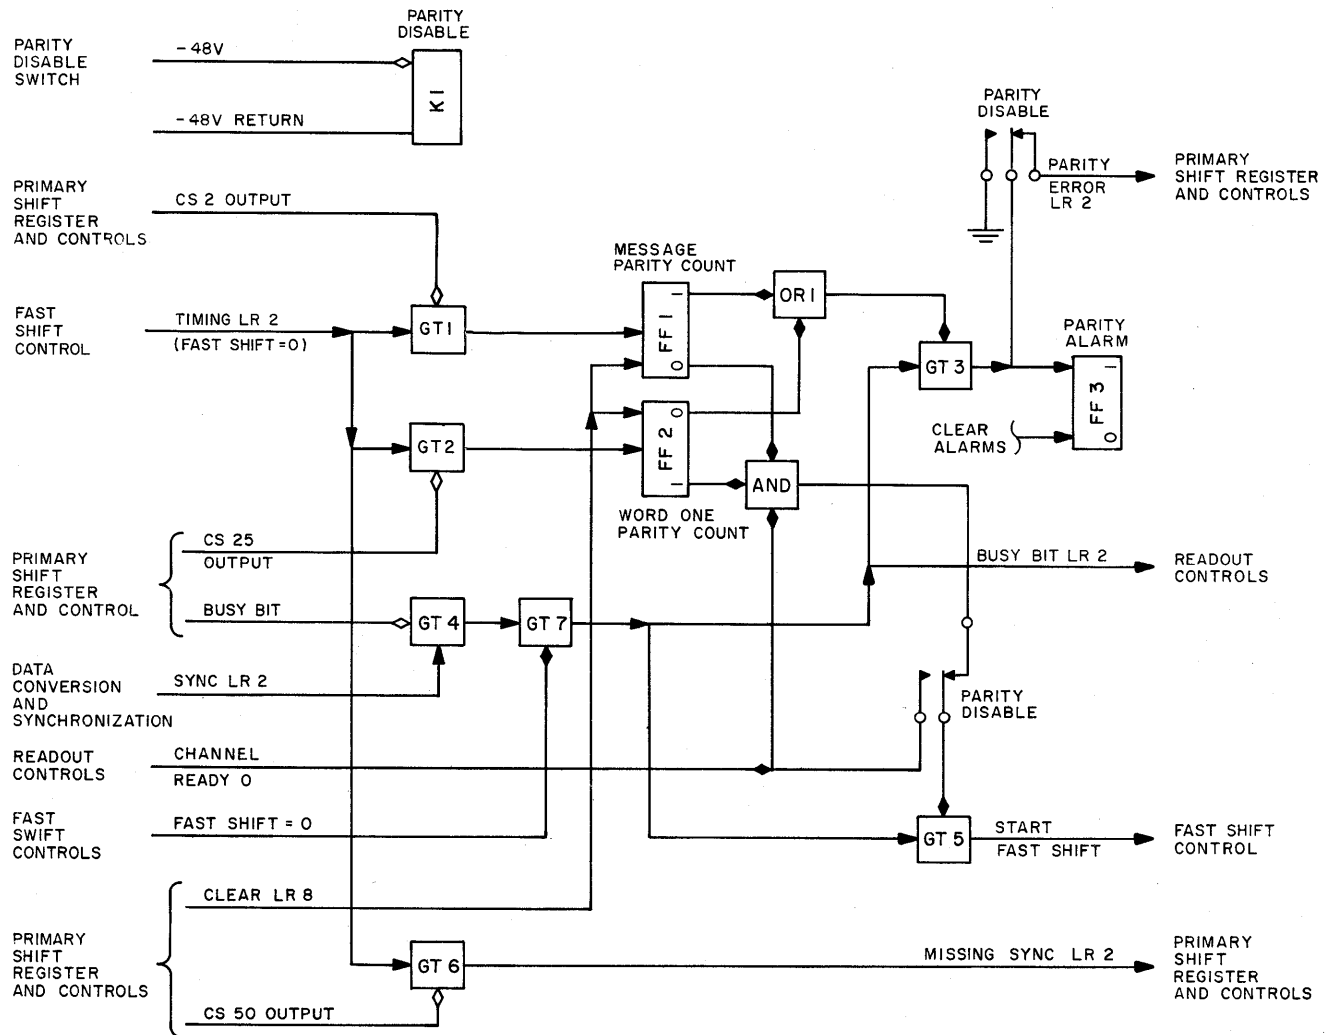 PARITY
DISABLE
SWITCH
-48V
-48V RETURN
PARITY
DISABLE
K1
PRIMARY
SHIFT
REGISTER
AND CONTROLS
CS 2 OUTPUT
FAST
SHIFT
CONTROL
TIMING LR 2
(FAST SHIFT=0)
GT1
GT2
MESSAGE
PARITY COUNT
FF 1
1
0
FF 2
0
1
WORD ONE
PARITY COUNT
OR1
AND
GT 3
PARITY
DISABLE
PARITY
ERROR
LR 2
PRIMARY
SHIFT REGISTER
AND CONTROLS
PARITY
ALARM
FF 3
1
0
CLEAR
ALARMS
PRIMARY
SHIFT
REGISTER
AND CONTROL
CS 25
OUTPUT
BUSY BIT
GT 4
GT 7
BUSY BIT LR 2
READOUT
CONTROLS
DATA
CONVERSION
AND
SYNCHRONIZATION
SYNC LR 2
PARITY
DISABLE
READOUT
CONTROLS
CHANNEL
READY 0
FAST
SWIFT
CONTROLS
FAST SHIFT = 0
GT 5
START
FAST SHIFT
FAST SHIFT
CONTROL
PRIMARY
SHIFT
REGISTER
AND CONTROLS
CLEAR LR 8
CS 50 OUTPUT
GT 6
MISSING SYNC LR 2
PRIMARY
SHIFT
REGISTER
AND CONTROLS